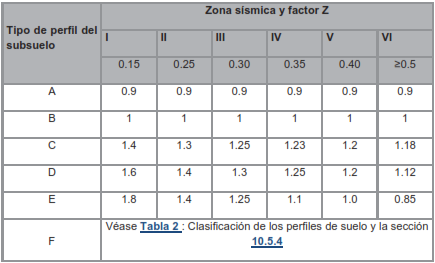 Tipo de perfil del subsuelo Zona sismica y factor Z
I II III IV V VI
0.15 0.25 0.30 0.35 0.40 ≥0.5
A 0.9 0.9 0.9 0.9 0.9 0.9
B 1 1 1 1 1 1
C 1.4 1.3 1.25 1.23 1.2 1.18
D 1.6 1.4 1.3 1.25 1.2 1.12
E 1.8 1.4 1.25 1.1 1.0 0.85
F Véase Tabla 2 : Clasificación de los perfiles de suelo y la sección
10.5.4